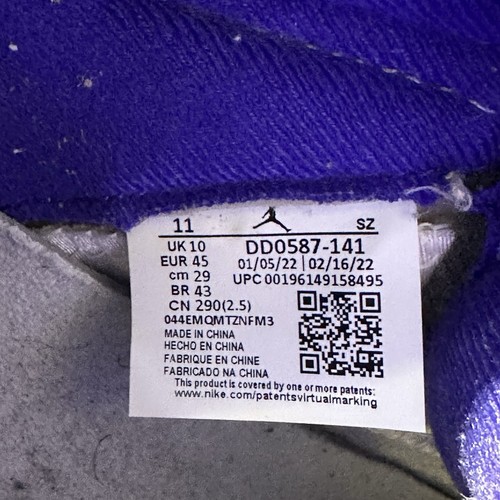 11 SZ
UK 10 DD0587-141
EUR 45 01/05/22 | 02/16/22
cm 29 UPC 00196149158495
BR 43
CN 290(2.5)
044EMQMTZNFM3
MADE IN CHINA
HECHO EN CHINA
FABRIQUE EN CHINE
FABRICADO NA CHINA
This product is covered by one or more patents:
www.nike.com/patentsvirtualmarking